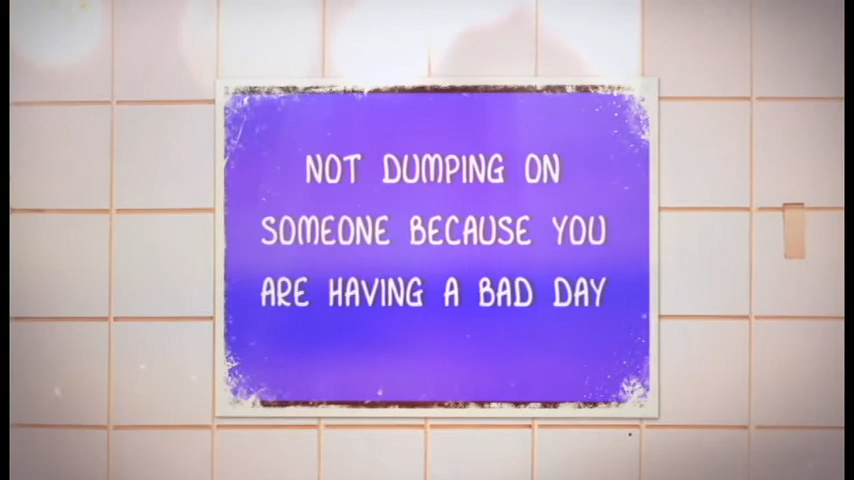 NOT DUMPING ON
SOMEONE BECAUSE YOU
ARE HAVING A BAD DAY